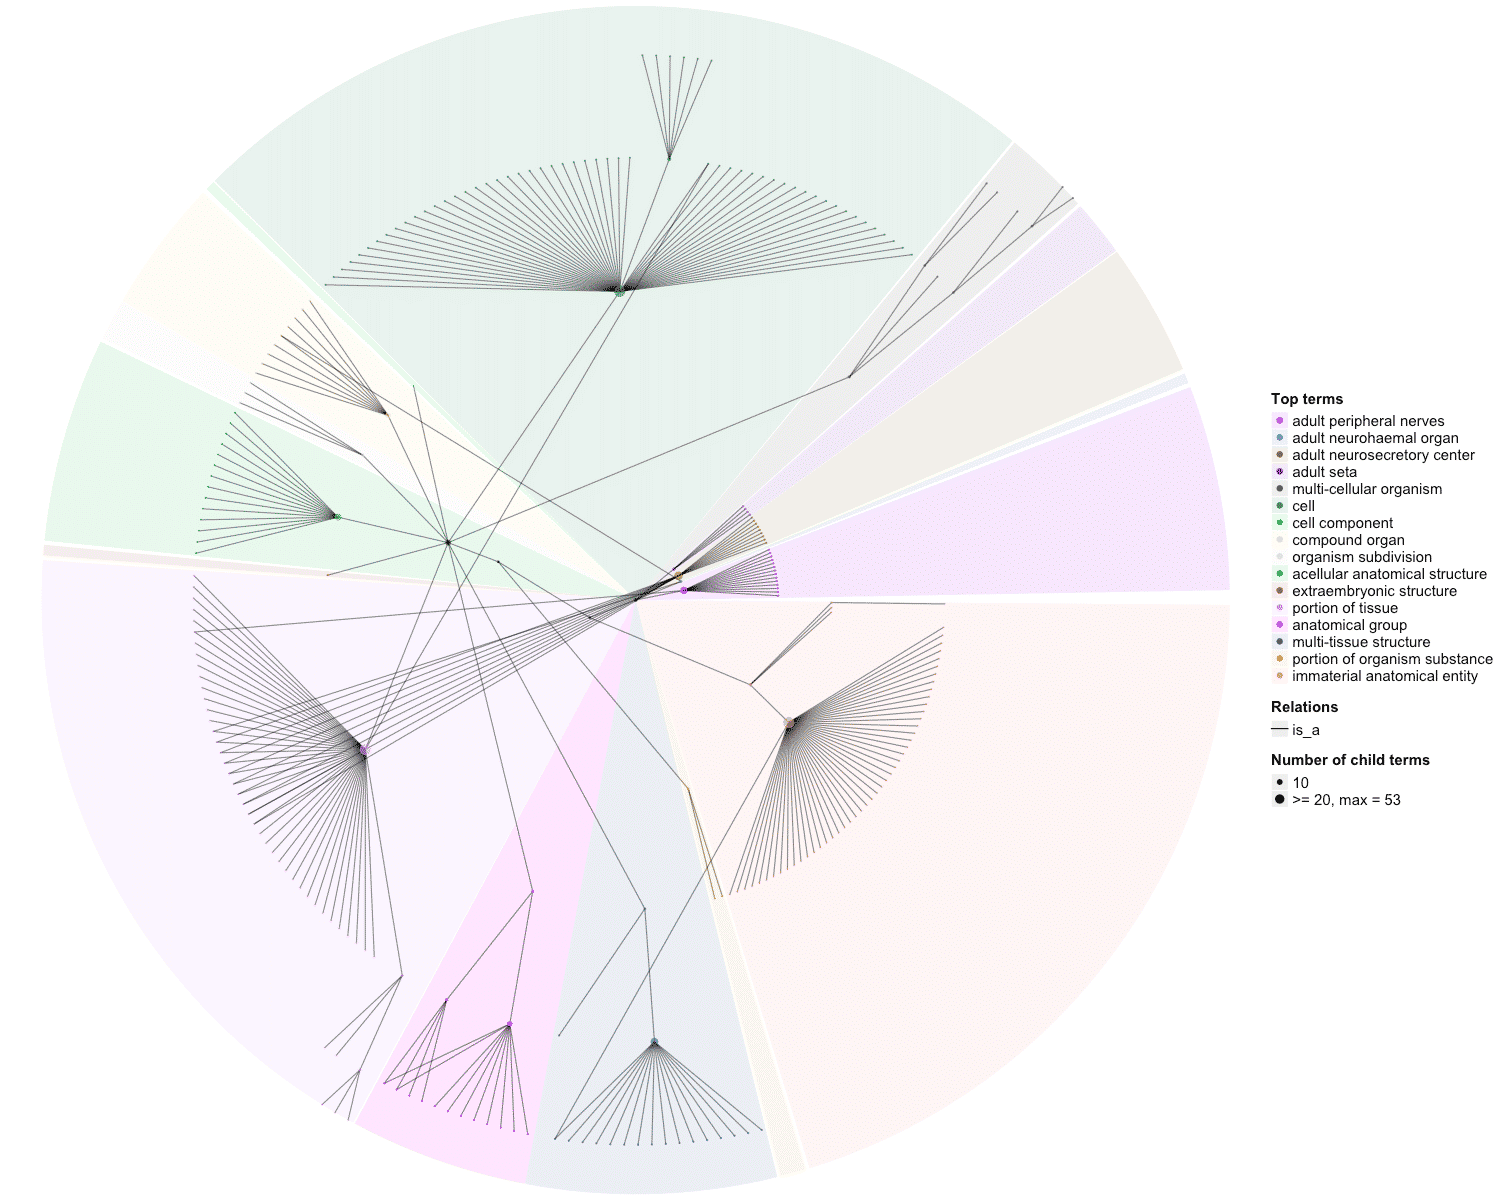 Top terms
adult peripheral nerves
adult neurohaemal organ
adult neurosecretory center
adult seta
multi-cellular organism
cell
cell component
compound organ
organism subdivision
acellular anatomical structure
extraembryonic structure
portion of tissue
anatomical group
multi-tissue structure
portion of organism substance
immaterial anatomical entity
Relations
is_a
Number of child terms
10
>= 20, max = 53